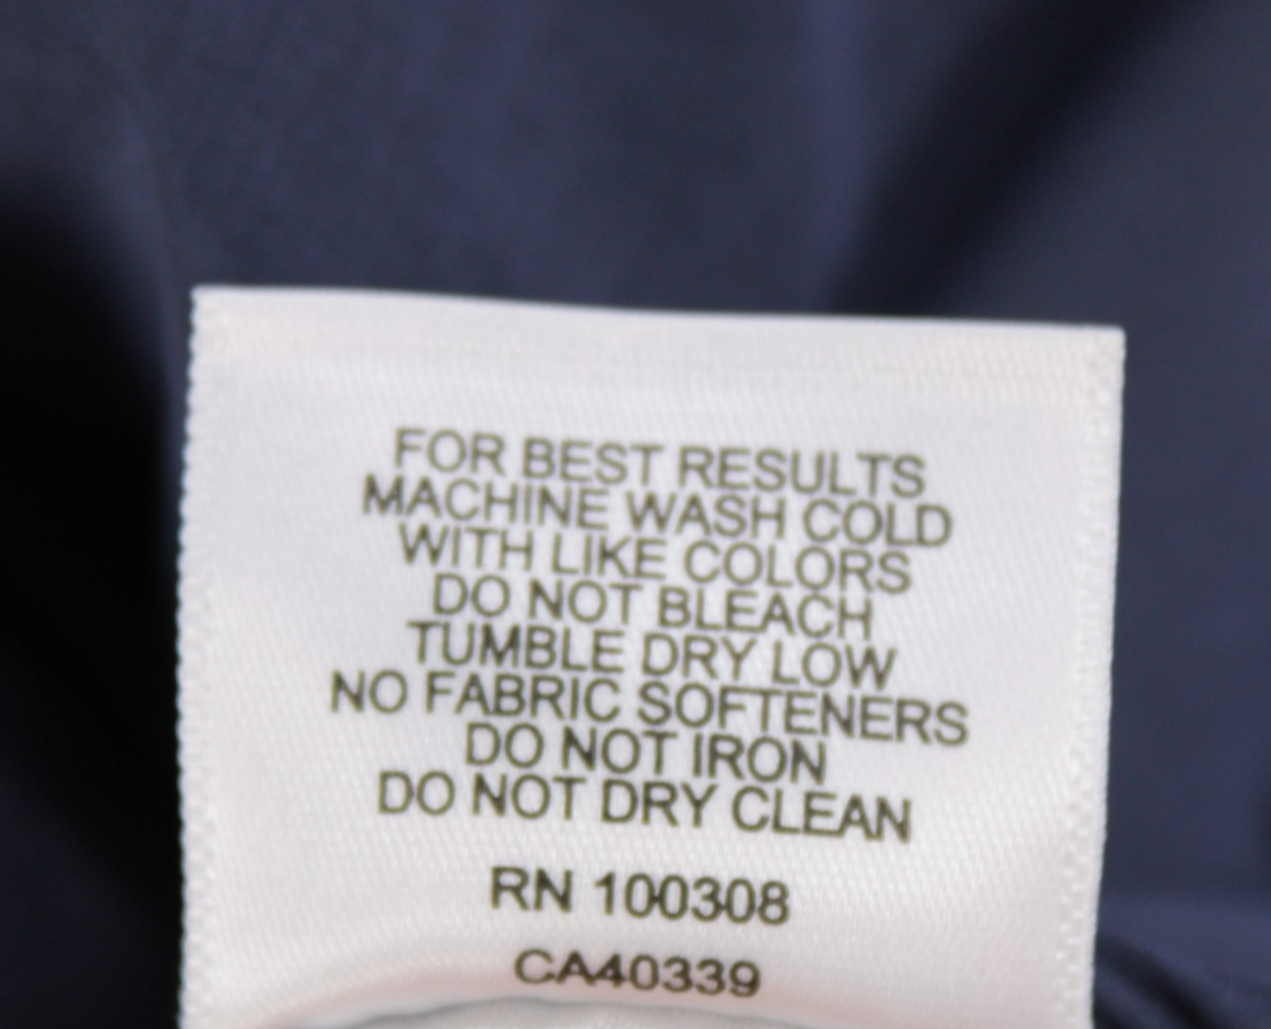 FOR BEST RESULTS
MACHINE WASH COLD
WITH LIKE COLORS
DO NOT BLEACH
TUMBLE DRY LOW
NO FABRIC SOFTENERS
DO NOT IRON
DO NOT DRY CLEAN
RN 100308
CA40339